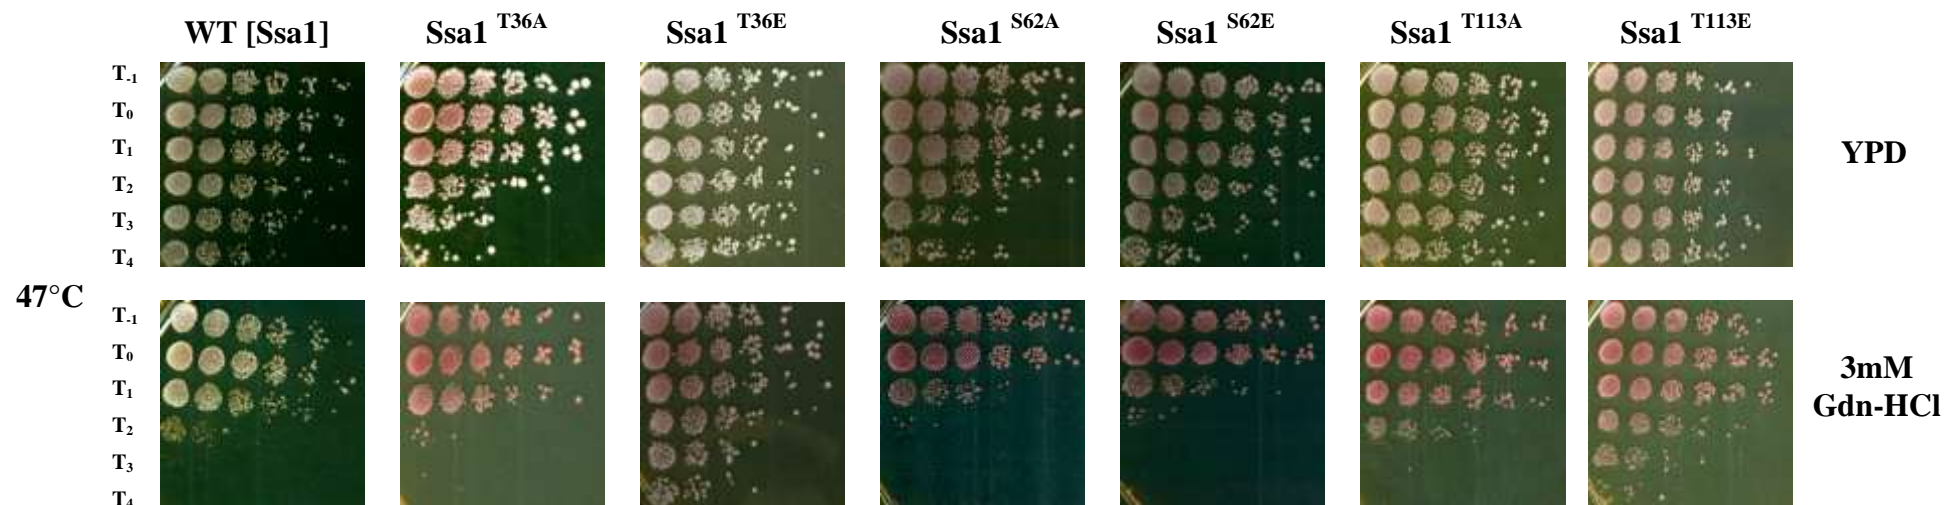 WT [Ssa1] Ssa1 T36A Ssa1 T36E Ssa1 S62A Ssa1 S62E Ssa1 T113A Ssa1 T113E
T-1
T0
T1
T2
T3
T4
YPD
47°C
T-1
T0
T1
T2
T3
T4
3mM
Gdn-HCl